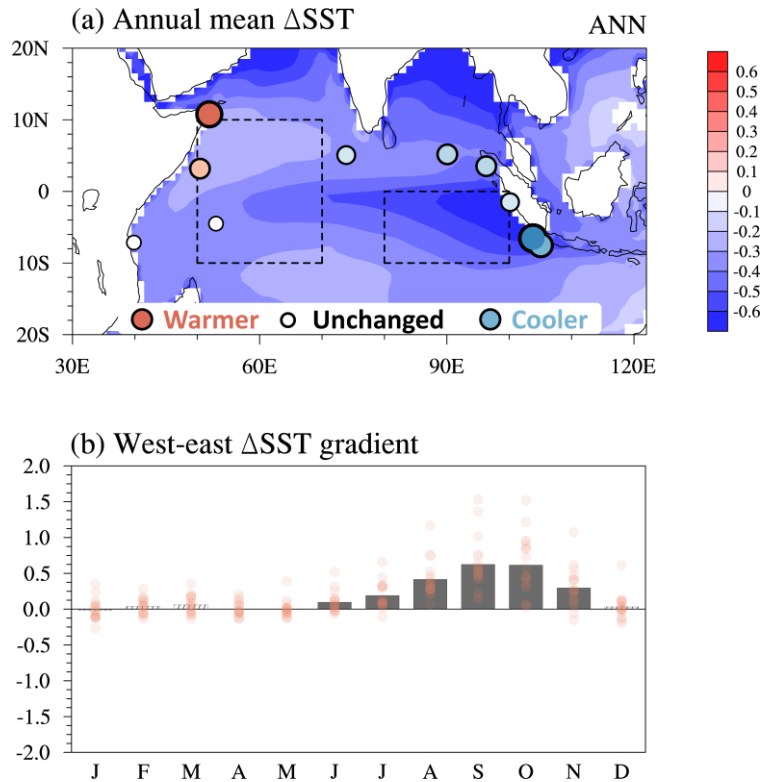 (a) Annual mean ΔSST ANN
20N
10N
0
10S
20S
30E 60E 90E 120E
Warmer Unchanged Cooler
0.6
0.5
0.4
0.3
0.2
0.1
0
-0.1
-0.2
-0.3
-0.4
-0.5
-0.6
(b) West-east ΔSST gradient
2.0
1.5
1.0
0.5
0.0
-0.5
-1.0
-1.5
-2.0
J F M A M J J A S O N D